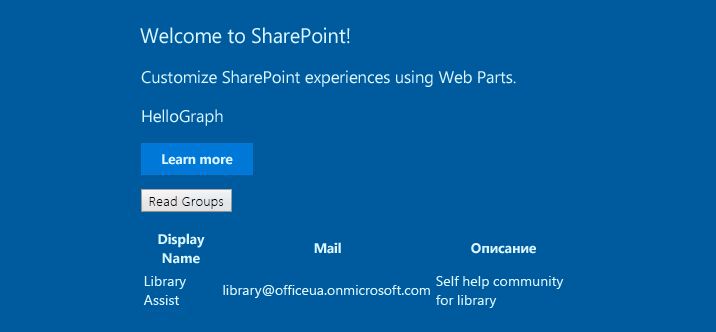 Welcome to SharePoint!
Customize SharePoint experiences using Web Parts.
HelloGraph
Learn more
Read Groups
Display
Name
Mail
Описание
Library
Assist
library@officeua.onmicrosoft.com
Self help community
for library